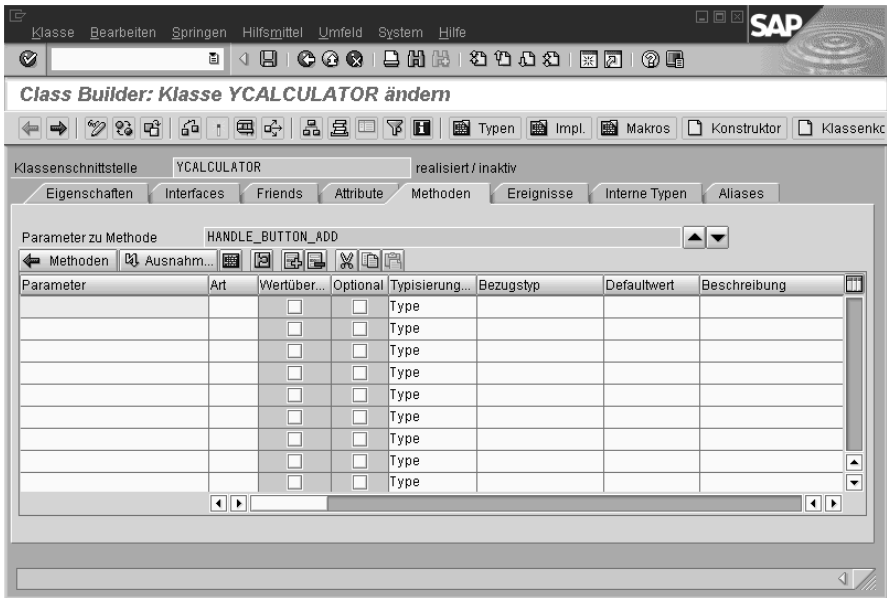 Klasse Bearbeiten Springen Hilfsmittel Umfeld System Hilfe
SAP
Class Builder: Klasse YCALCULATOR ändern
Typen Impl. Makros Konstruktor Klassenko
Klassenschnittstelle YCALCULATOR realisiert / inaktiv
Eigenschaften Interfaces Friends Attribute Methoden Ereignisse Interne Typen Aliases
Parameter zu Methode HANDLE_BUTTON_ADD
Methoden Ausnahm...
Parameter Art Wertüber... Optional Typisierung... Bezugstyp Defaultwert Beschreibung
Type
Type
Type
Type
Type
Type
Type
Type
Type